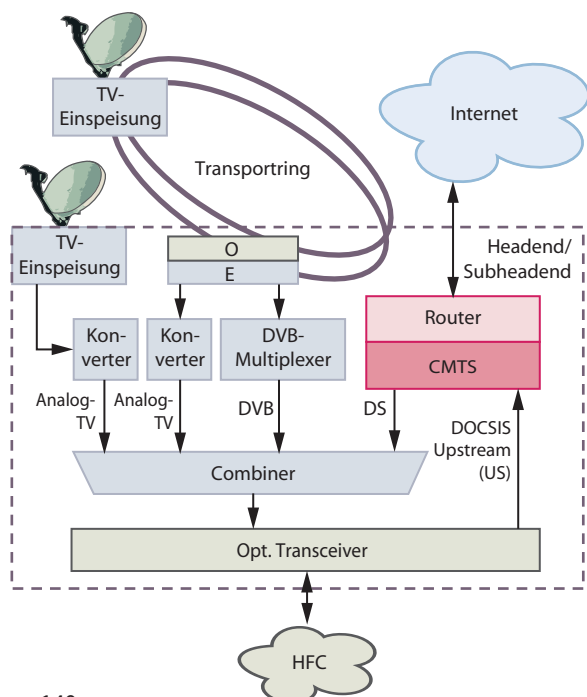 TV-
Einspeisung
Internet
Transportring
TV-
Einspeisung
O
E
Headend/
Subheadend
Kon-
verter
Kon-
verter
DVB-
Multiplexer
Router
CMTS
Analog-
TV
Analog-
TV
DVB
DS
DOCSIS
Upstream
(US)
Combiner
Opt. Transceiver
HFC